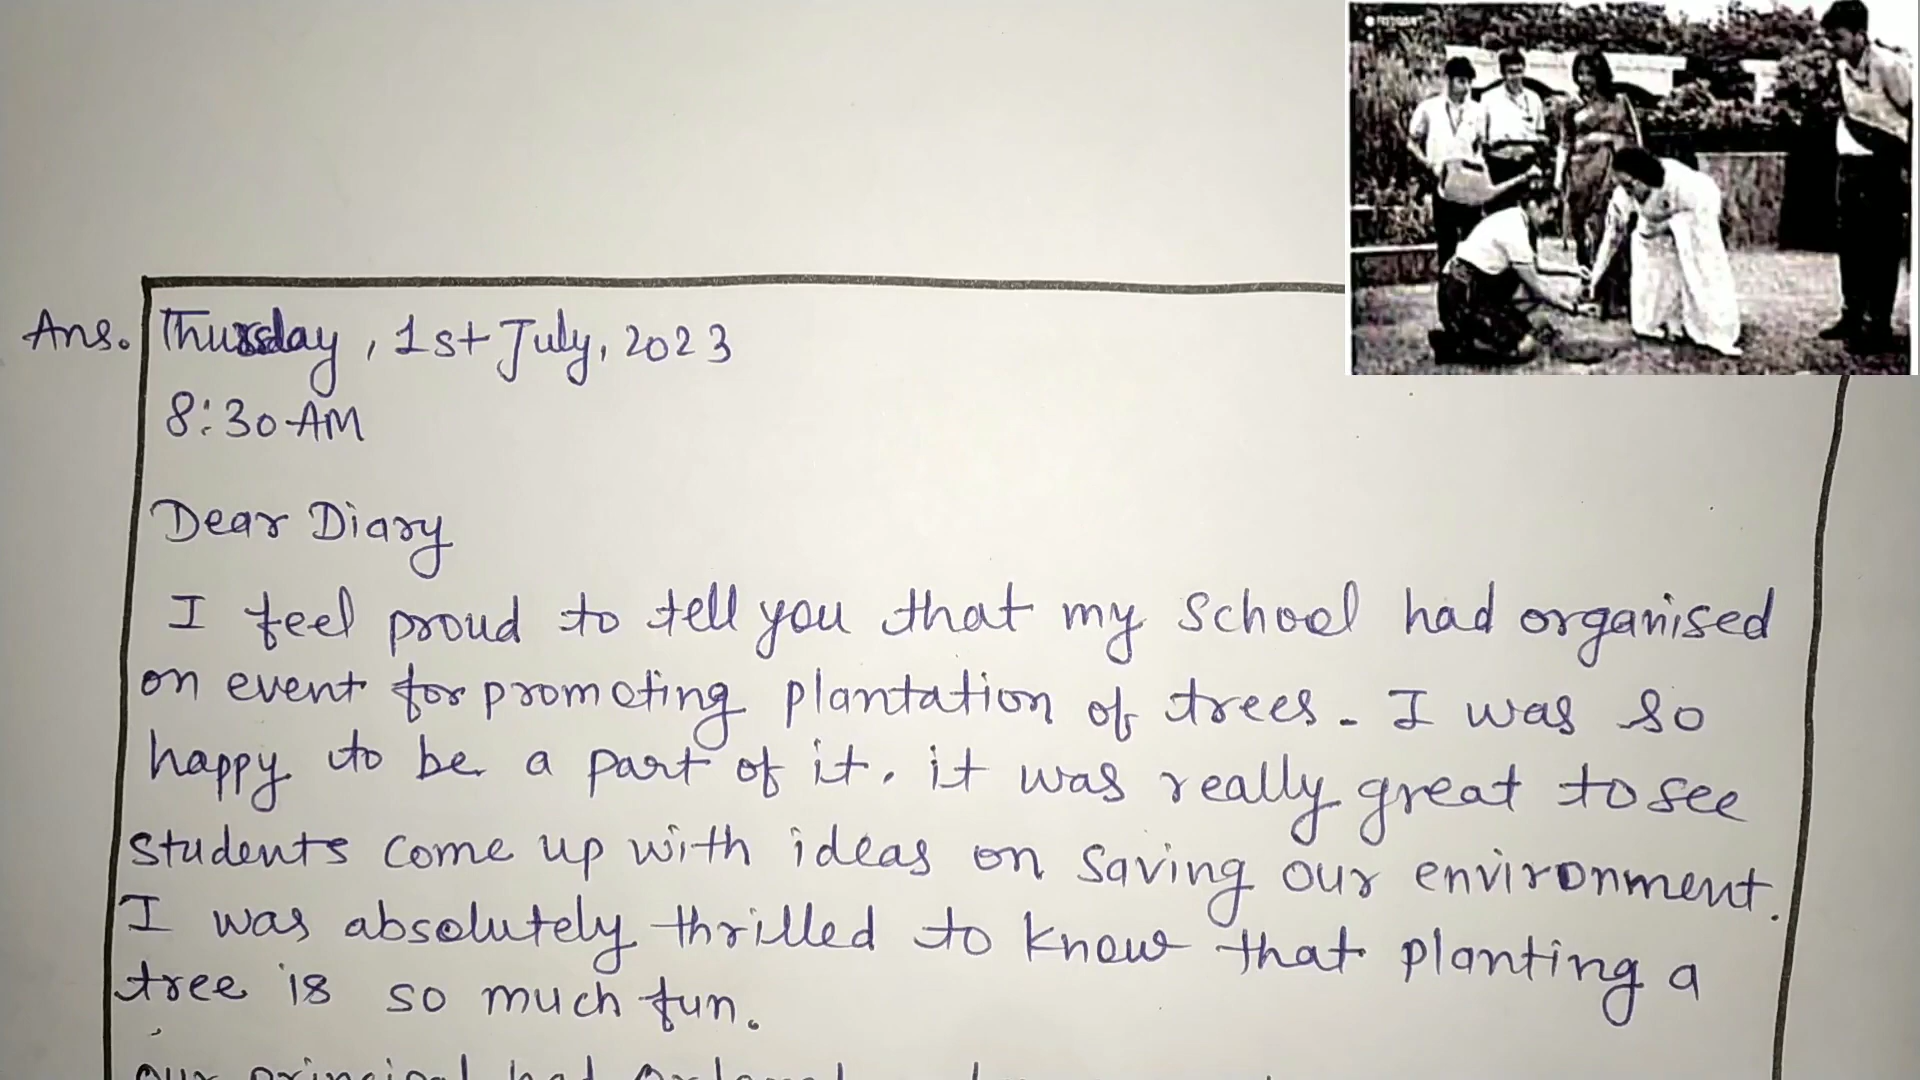 Ans. Thursday, 1st July, 2023
8:30 AM
Dear Diary
I feel proud to tell you that my school had organised
on event for promoting plantation of trees. I was so
happy to be a part of it. it was really great to see
students come up with ideas on saving our environment.
I was absolutely thrilled to know that planting a
tree is so much fun.
our principal had